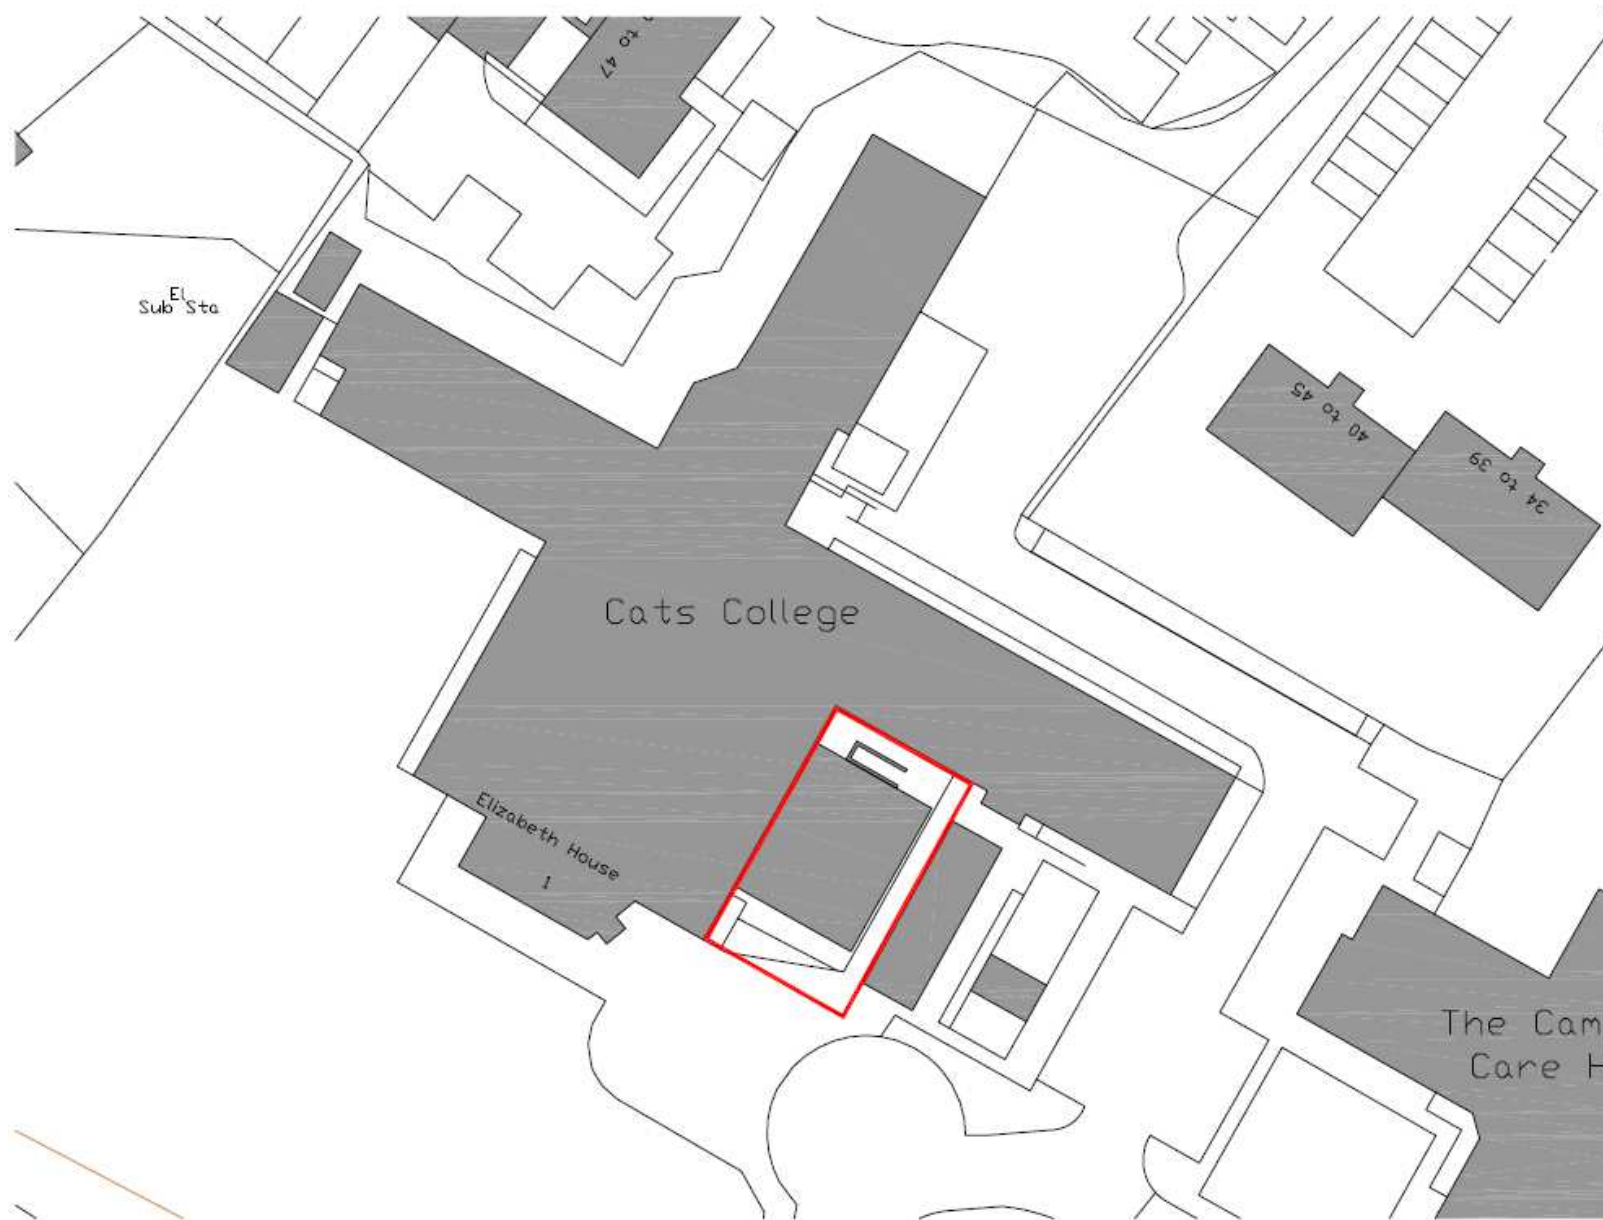 to 47
El
Sub Sta
40 to 45
34 to 39
Cats College
Elizabeth House
1
The Cam
Care H